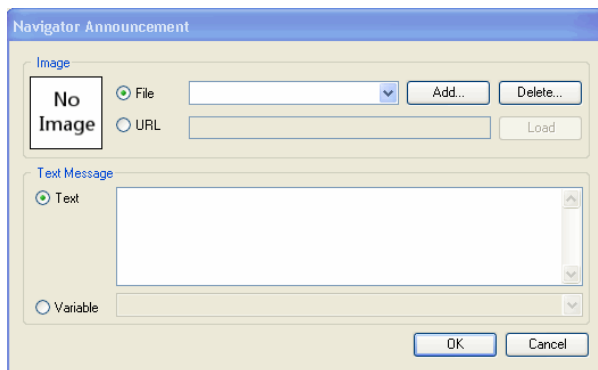 Navigator Announcement
Image
No
Image
File
Add...
Delete...
URL
Load
Text Message
Text
Variable
OK
Cancel